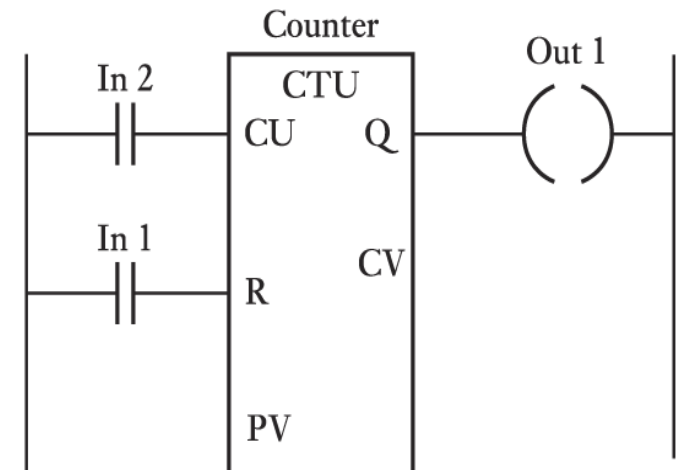 Counter
In 2
CTU
Out 1
CU Q
In 1
CV
R
PV